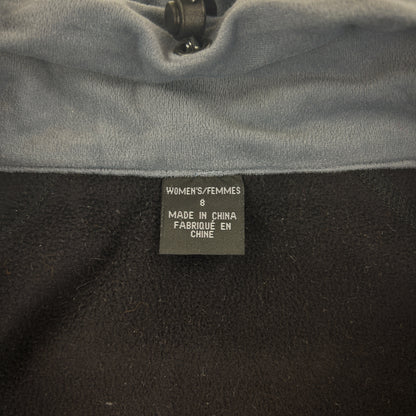 WOMEN'S/FEMMES
8
MADE IN CHINA
FABRIQUÉ EN
CHINE